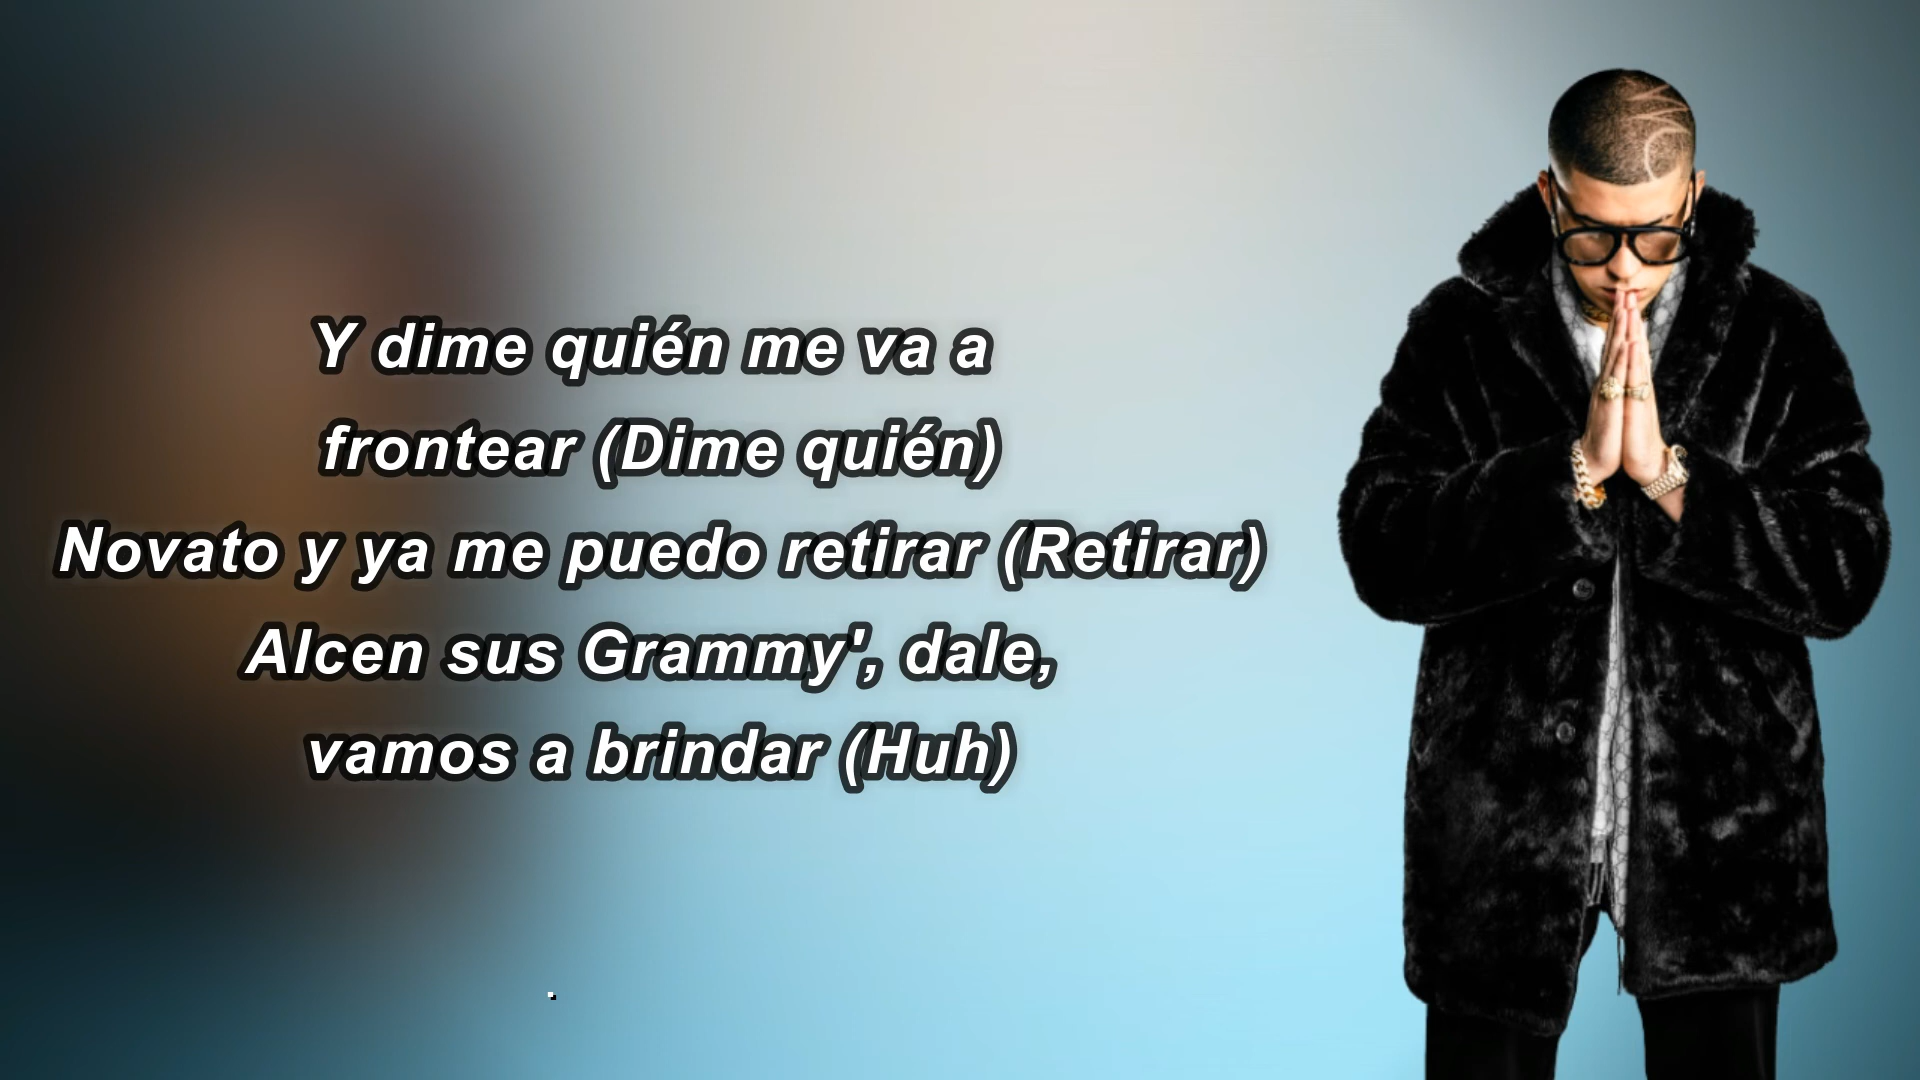 Y dime quién me va a
frontear (Dime quién)
Novato y ya me puedo retirar (Retirar)
Alcen sus Grammy', dale,
vamos a brindar (Huh)